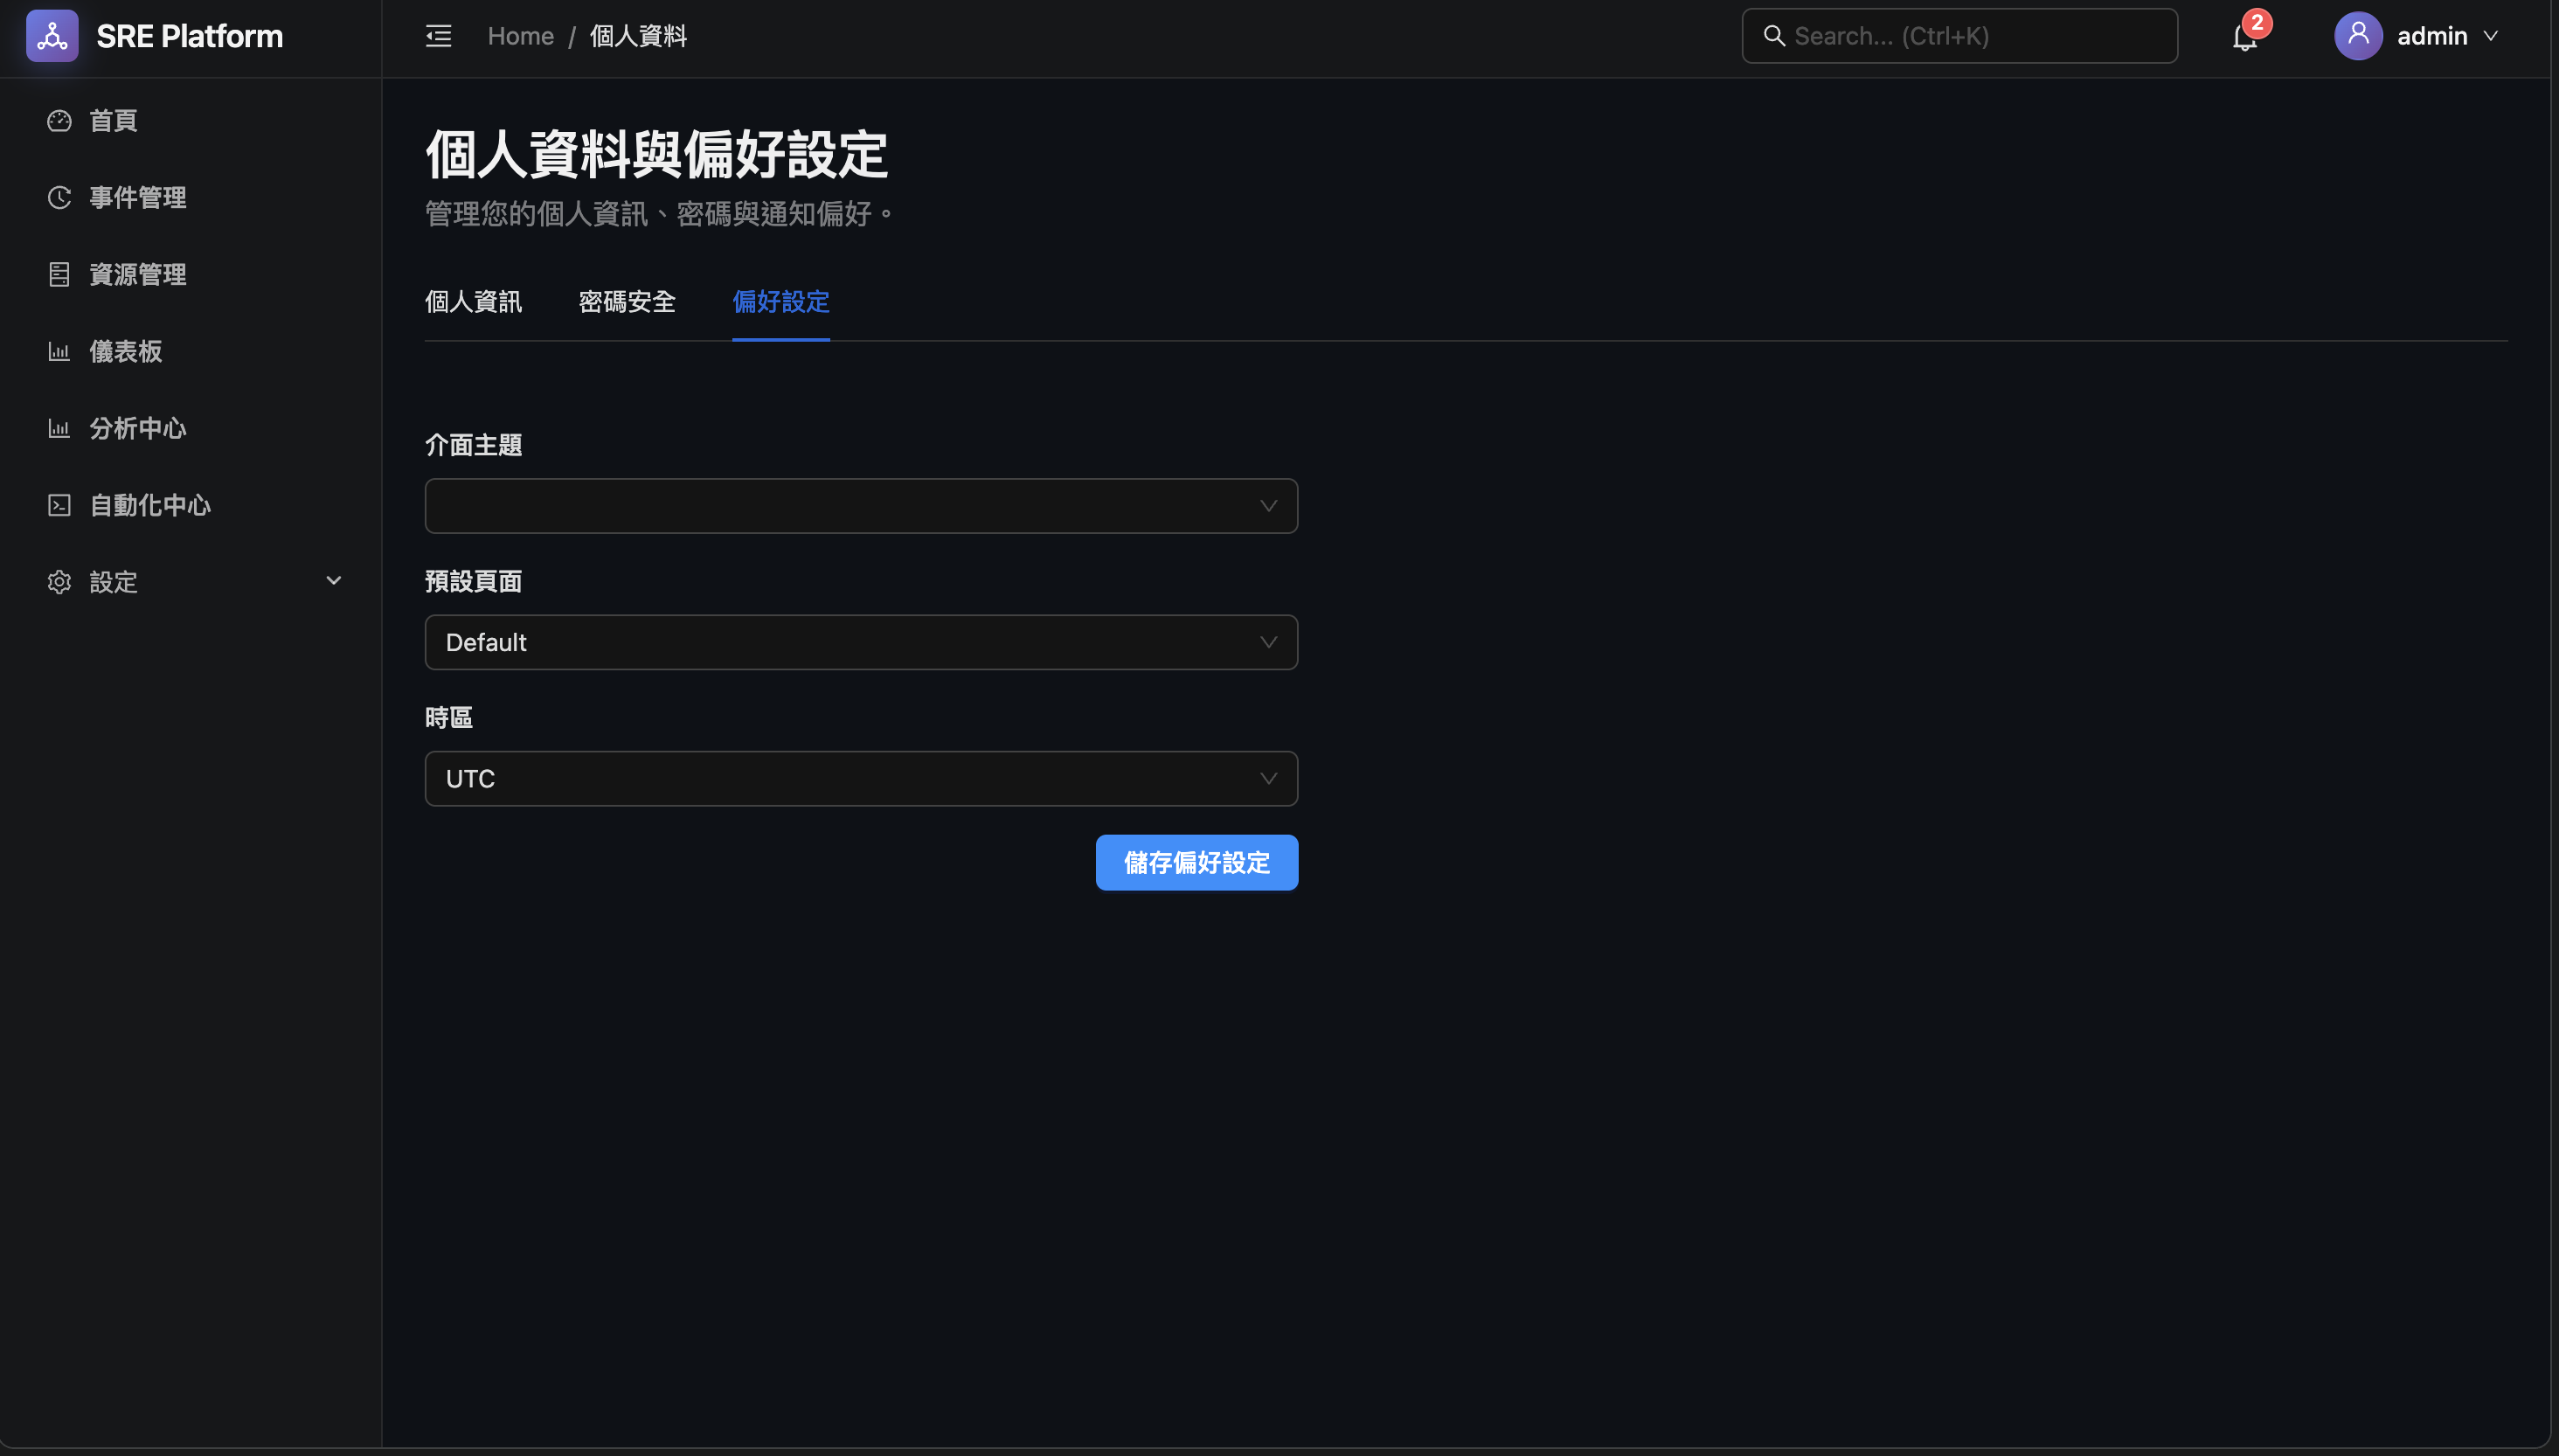 SRE Platform
Home / 個人資料
Search... (Ctrl+K)
2
admin
首頁
事件管理
資源管理
儀表板
分析中心
自動化中心
設定
個人資料與偏好設定
管理您的個人資訊、密碼與通知偏好。
個人資訊 密碼安全 偏好設定
介面主題
預設頁面
Default
時區
UTC
儲存偏好設定